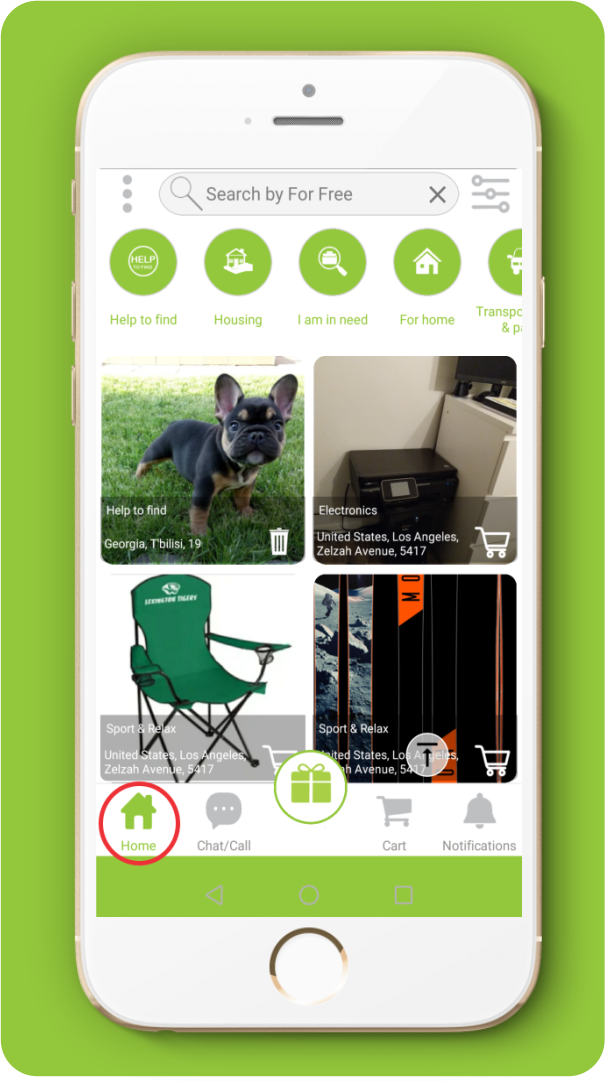 Search by For Free
HELP
TO FIND
Help to find
Housing
I am in need
For home
Transpo
& pa
Help to find
Georgia, T'bilisi, 19
Electronics
United States, Los Angeles,
Zelzah Avenue, 5417
LEXINGTON TIGERS
Sport & Relax
United States, Los Angeles,
Zelzah Avenue, 5417
MO
Sport & Relax
United States, Los Angeles,
Zelzah Avenue, 5417
Home
Chat/Call
Cart
Notifications